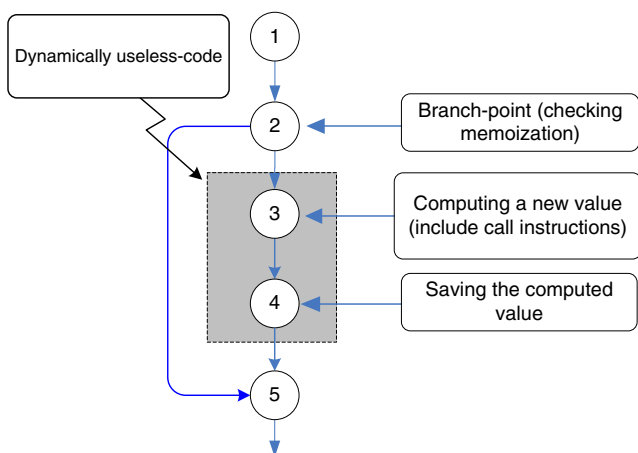 1
Dynamically useless-code
2
Branch-point (checking
memoization)
3
Computing a new value
(include call instructions)
4
Saving the computed
value
5